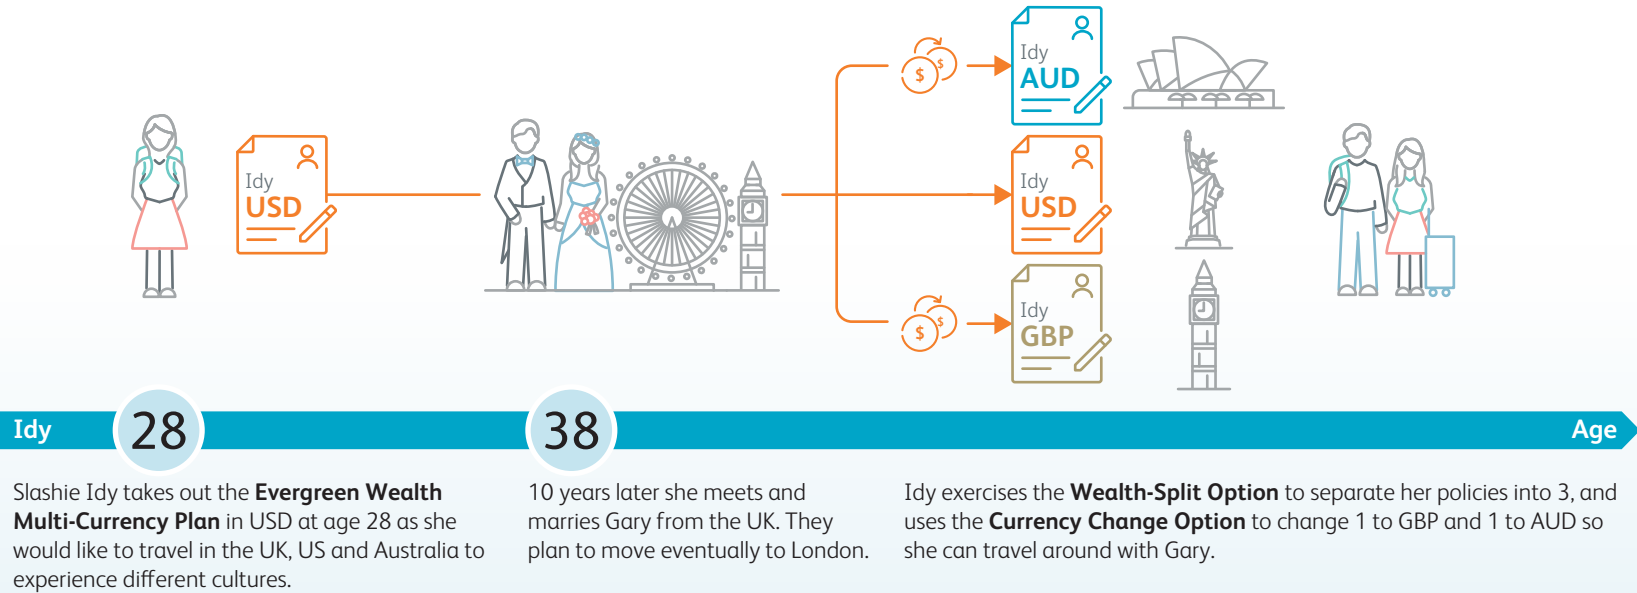 Idy
AUD
Idy
USD
Idy
USD
Idy
GBP
$ $
$ $
Idy
28
38
Age
Slashie Idy takes out the Evergreen Wealth
Multi-Currency Plan in USD at age 28 as she
would like to travel in the UK, US and Australia to
experience different cultures.
10 years later she meets and
marries Gary from the UK. They
plan to move eventually to London.
Idy exercises the Wealth-Split Option to separate her policies into 3, and
uses the Currency Change Option to change 1 to GBP and 1 to AUD so
she can travel around with Gary.